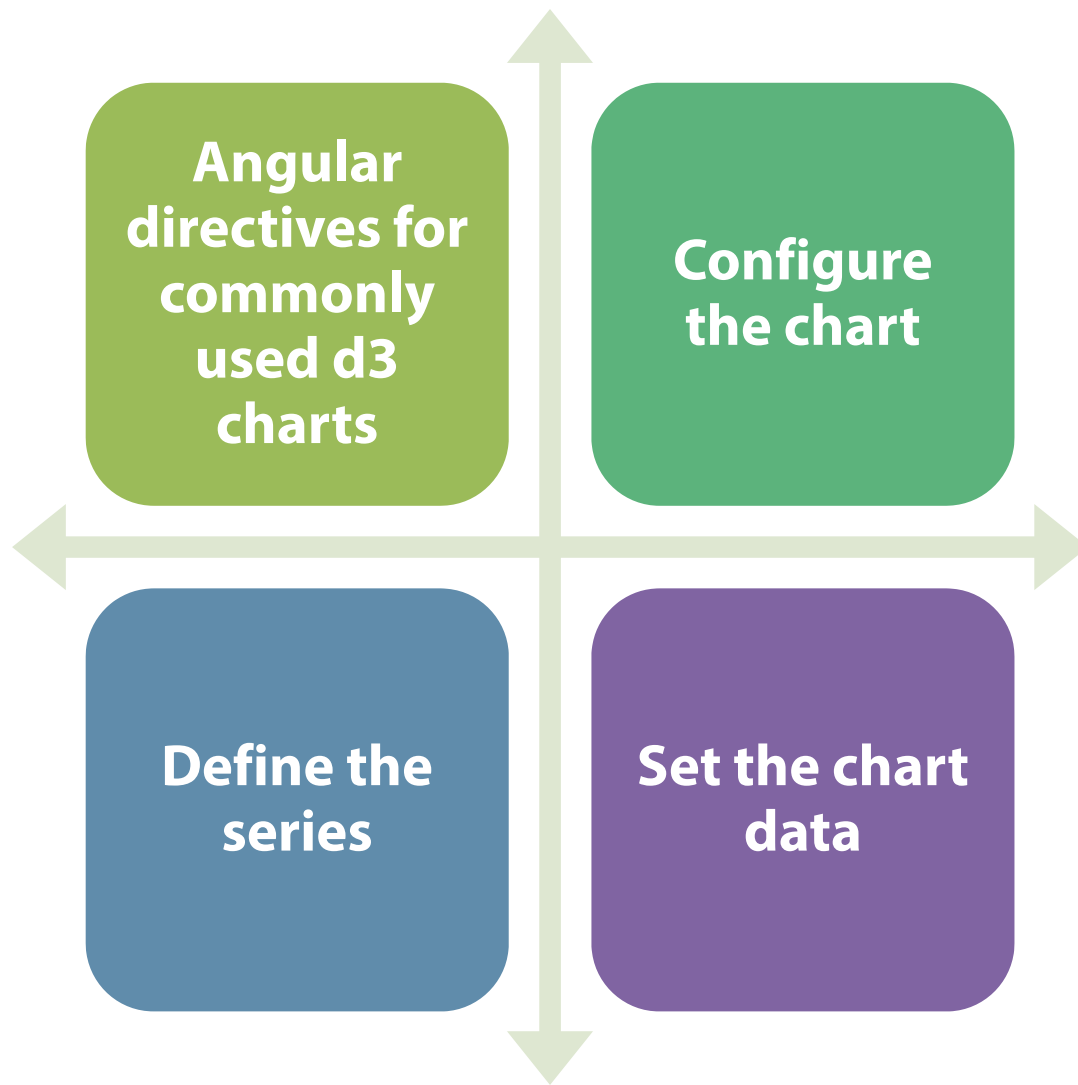 Angular
directives for
commonly
used d3
charts
Configure
the chart
Define the
series
Set the chart
data